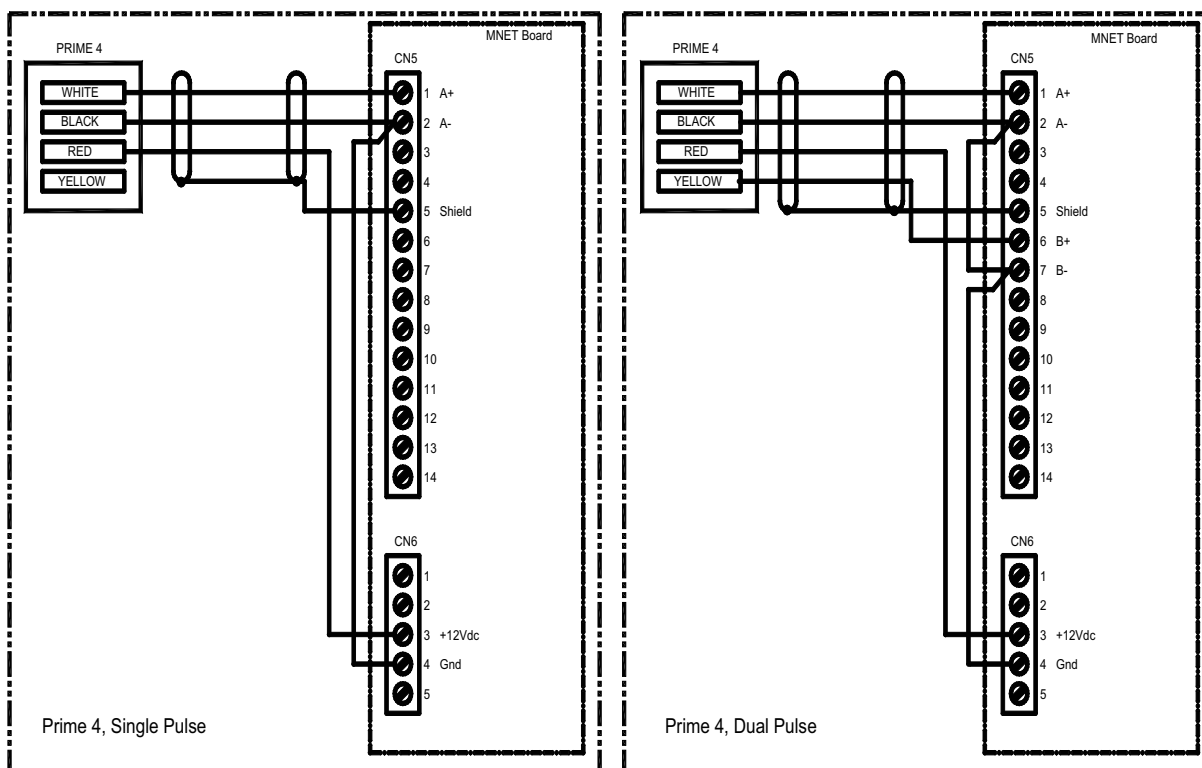 MNET Board
PRIME 4
CN5
WHITE
1 A+
BLACK
2 A-
RED
3
YELLOW
4
5 Shield
6
7
8
9
10
11
12
13
14
CN6
1
2
3 +12Vdc
4 Gnd
5
Prime 4, Single Pulse
MNET Board
PRIME 4
CN5
WHITE
1 A+
BLACK
2 A-
RED
3
YELLOW
4
5 Shield
6 B+
7 B-
8
9
10
11
12
13
14
CN6
1
2
3 +12Vdc
4 Gnd
5
Prime 4, Dual Pulse